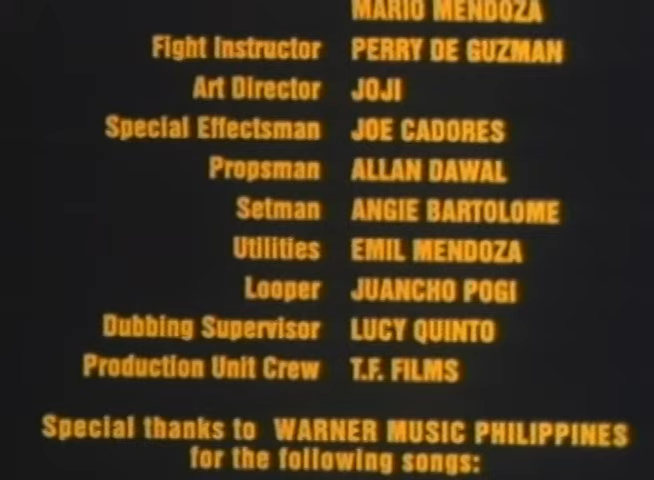 MARIO MENDOZA
Fight Instructor PERRY DE GUZMAN
Art Director JOJI
Special Effectsman JOE CADORES
Propsman ALLAN DAWAL
Setman ANGIE BARTOLOME
Utilities EMIL MENDOZA
Looper JUANCHO POGI
Dubbing Supervisor LUCY QUINTO
Production Unit Crew T.F. FILMS
Special thanks to WARNER MUSIC PHILIPPINES
for the following songs: